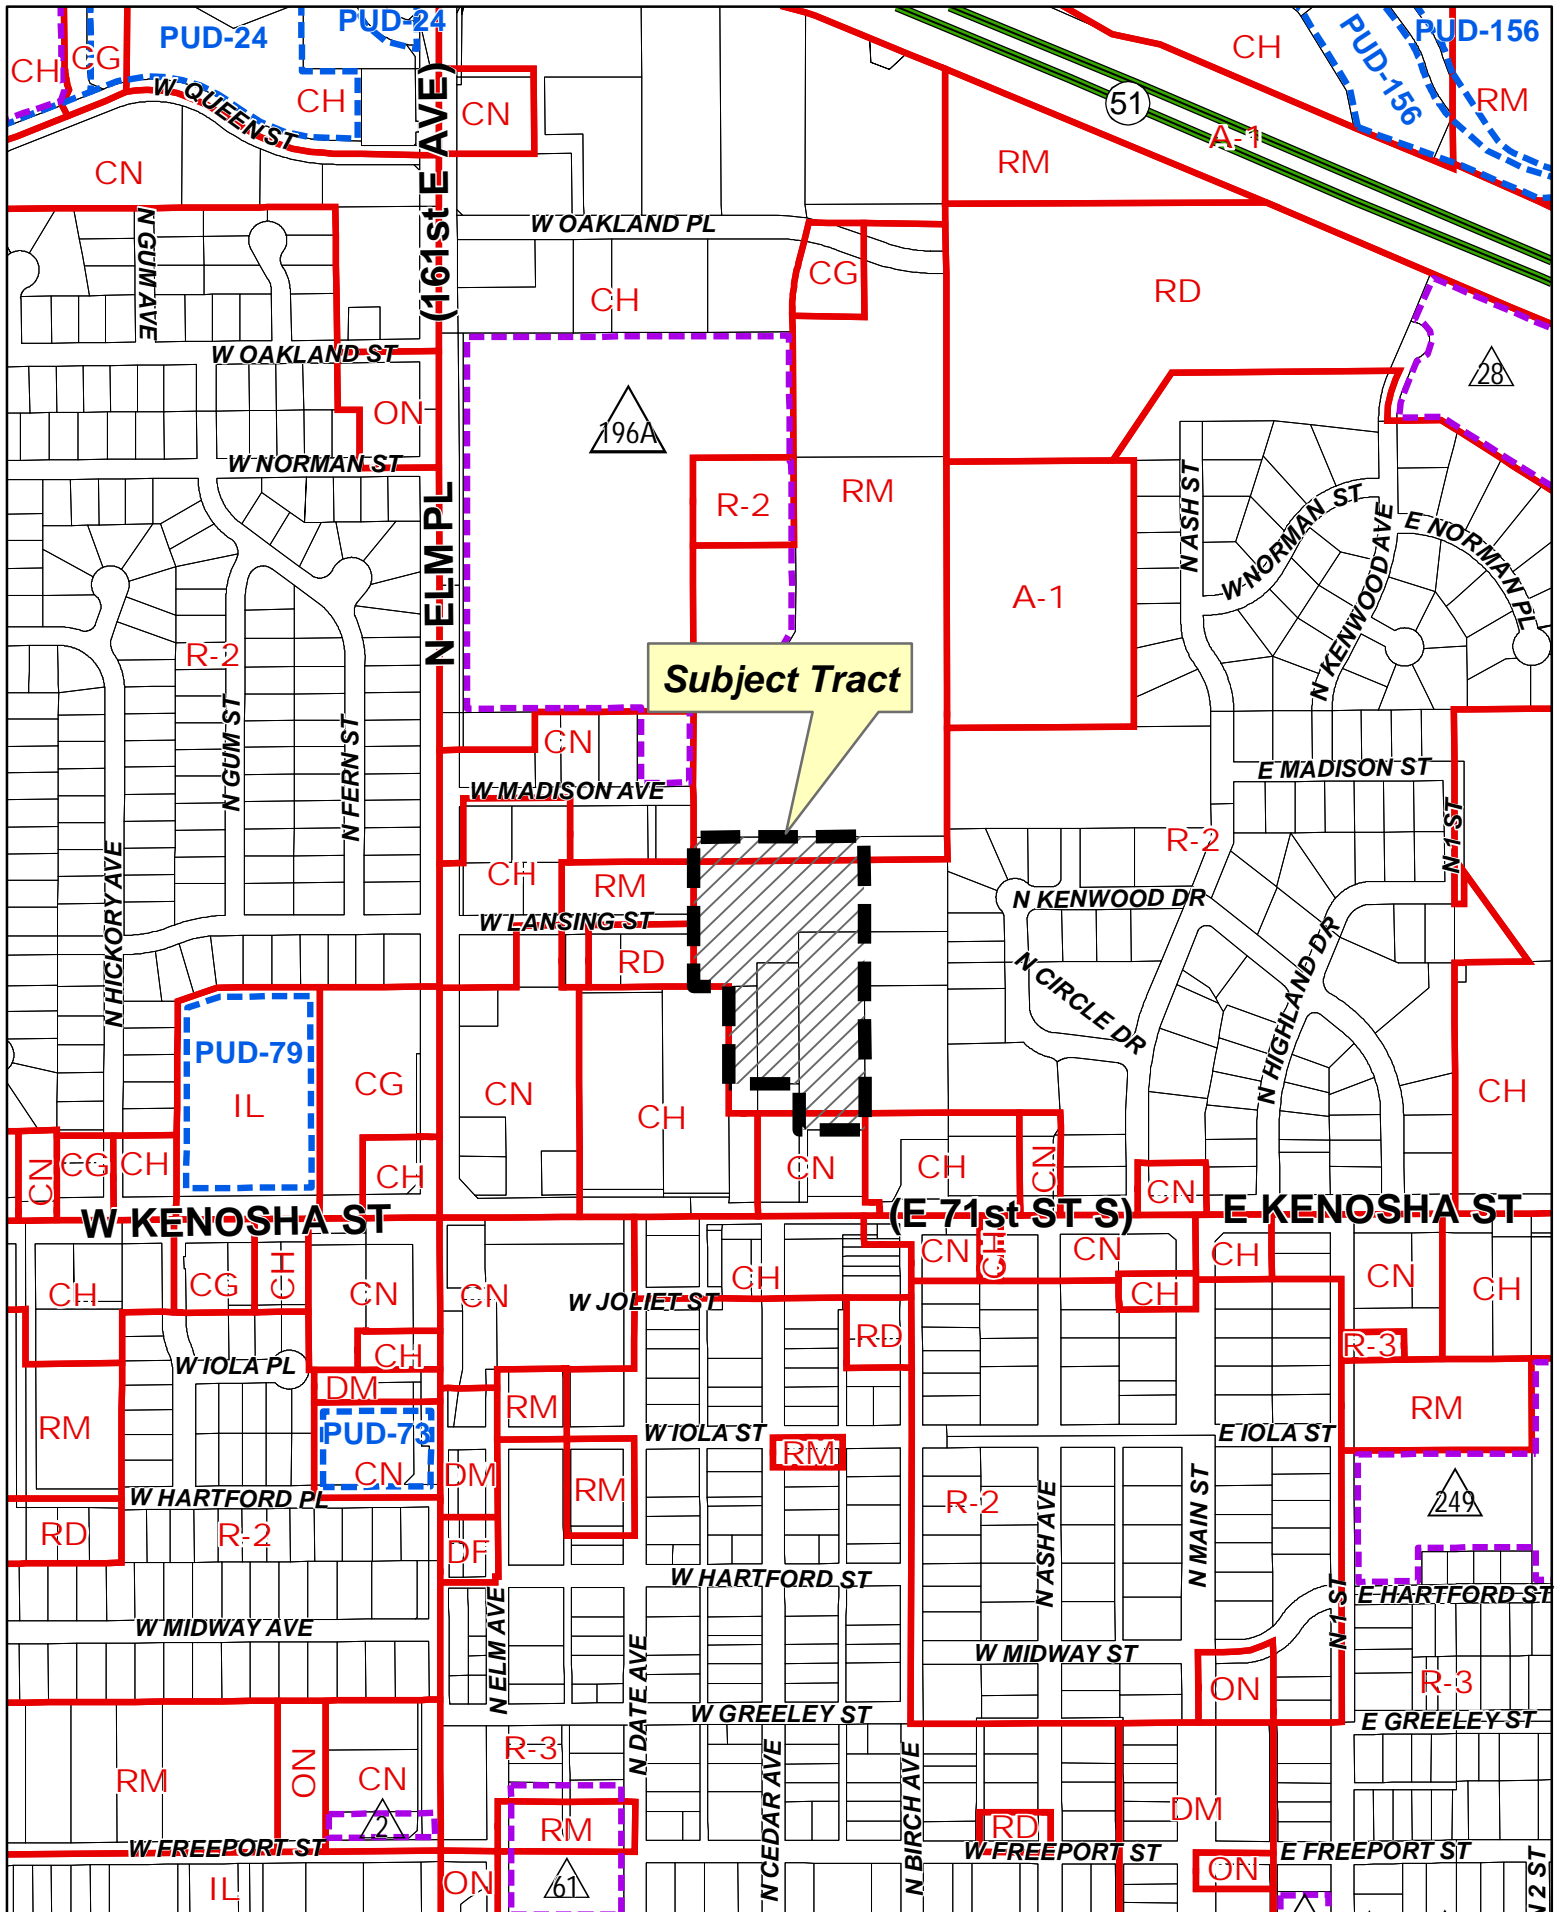 PUD-24
PUD-24
PUD-156
PUD-156
CH
CG
CH
CN
CH
RM
51
A-1
W QUEEN ST
CN
RM
N ELM PL
(161st E AVE)
N GUM AVE
W OAKLAND PL
CG
CH
RD
W OAKLAND ST
28
ON
196A
W NORMAN ST
R-2
RM
N ASH ST
W NORMAN ST
E NORMAN PL
N KENWOOD AVE
A-1
R-2
Subject Tract
N GUM ST
N FERN ST
CN
W MADISON AVE
E MADISON ST
N 1 ST
R-2
N HICKORY AVE
CH
RM
N KENWOOD DR
W LANSING ST
RD
N CIRCLE DR
N HIGHLAND DR
PUD-79
IL
CG
CN
CH
CH
CN
CG
CH
CH
CN
CH
CN
CN
W KENOSHA ST
(E 71st ST S)
E KENOSHA ST
CH
CG
CH
CN
CN
CH
CN
CH
CN
CH
CN
CH
CH
W JOLIET ST
RD
R-3
W IOLA PL
CH
DM
RM
RM
RM
PUD-73
CN
W IOLA ST
RM
E IOLA ST
DM
RM
W HARTFORD PL
R-2
N ASH AVE
N MAIN ST
249
RD
R-2
DF
W HARTFORD ST
E HARTFORD ST
N 1 ST
W MIDWAY AVE
N ELM AVE
N DATE AVE
W MIDWAY ST
ON
R-3
W GREELEY ST
E GREELEY ST
RM
ON
CN
R-3
N CEDAR AVE
N BIRCH AVE
2
RM
RD
DM
W FREEPORT ST
W FREEPORT ST
E FREEPORT ST
IL
ON
61
ON
N 2 ST